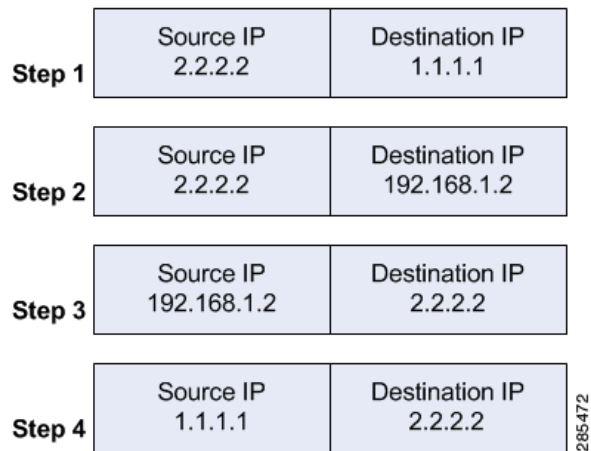 Step 1
Source IP
2.2.2.2
Destination IP
1.1.1.1
Step 2
Source IP
2.2.2.2
Destination IP
192.168.1.2
Step 3
Source IP
192.168.1.2
Destination IP
2.2.2.2
Step 4
Source IP
1.1.1.1
Destination IP
2.2.2.2
285472